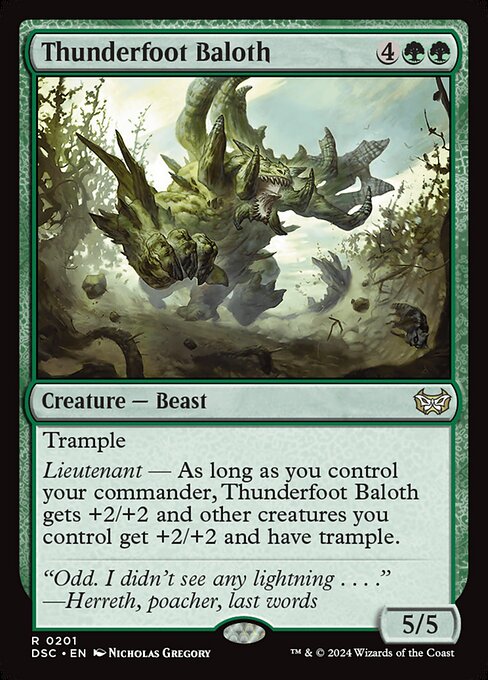 Thunderfoot Baloth 4
Creature — Beast
Trample
Lieutenant — As long as you control
your commander, Thunderfoot Baloth
gets +2/+2 and other creatures you
control get +2/+2 and have trample.
“Odd. I didn’t see any lightning . . . .”
—Herreth, poacher, last words
5/5
R 0201
DSC • EN Nicholas Gregory
™ & © 2024 Wizards of the Coast